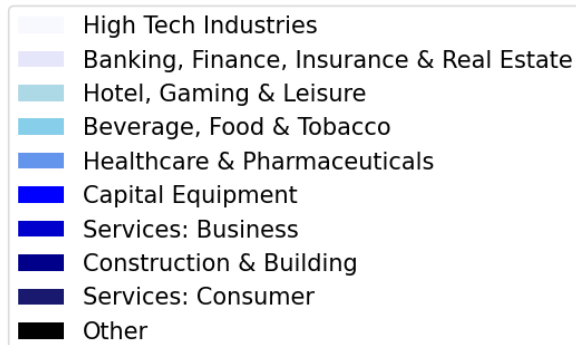 High Tech Industries
Banking, Finance, Insurance & Real Estate
Hotel, Gaming & Leisure
Beverage, Food & Tobacco
Healthcare & Pharmaceuticals
Capital Equipment
Services: Business
Construction & Building
Services: Consumer
Other